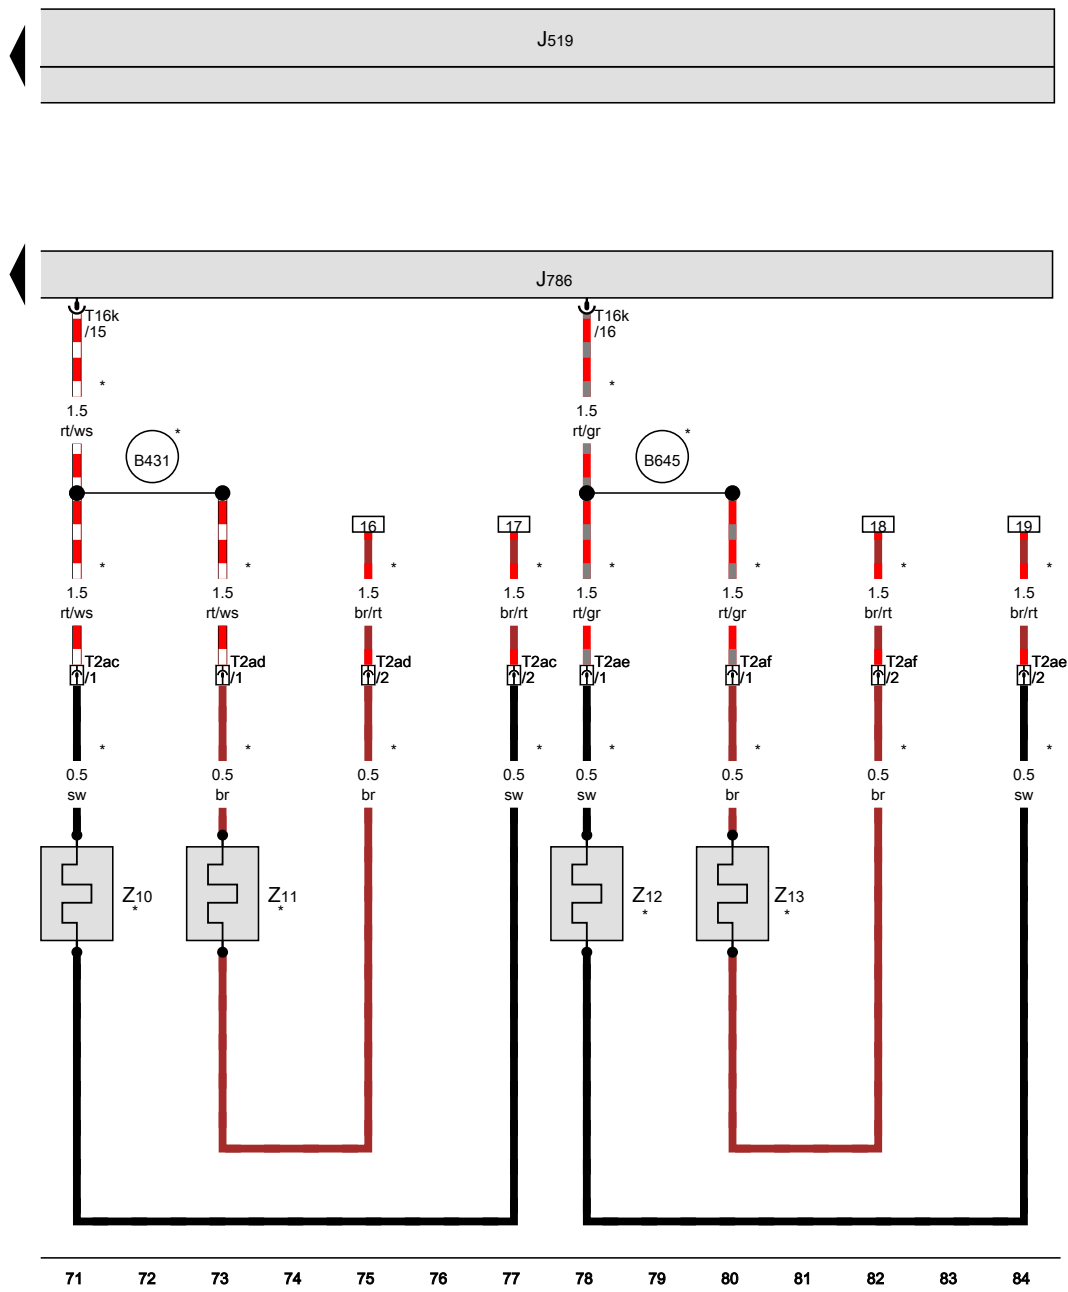 J519
J786
T16k
/15
T16k
/16
*
*
1.5
1.5
rt/ws
rt/gr
*
*
B431
B645
16
17
18
19
*
*
*
*
*
*
*
*
1.5
1.5
1.5
1.5
1.5
1.5
1.5
1.5
rt/ws
rt/ws
br/rt
br/rt
rt/gr
rt/gr
br/rt
br/rt
T2ac
/1
T2ad
/1
T2ad
/2
T2ac
/2
T2ae
/1
T2af
/1
T2af
/2
T2ae
/2
*
*
*
*
*
*
*
*
0.5
0.5
0.5
0.5
0.5
0.5
0.5
0.5
sw
br
br
sw
sw
br
br
sw
Z10
*
Z11
*
Z12
*
Z13
*
71 72 73 74 75 76 77 78 79 80 81 82 83 84